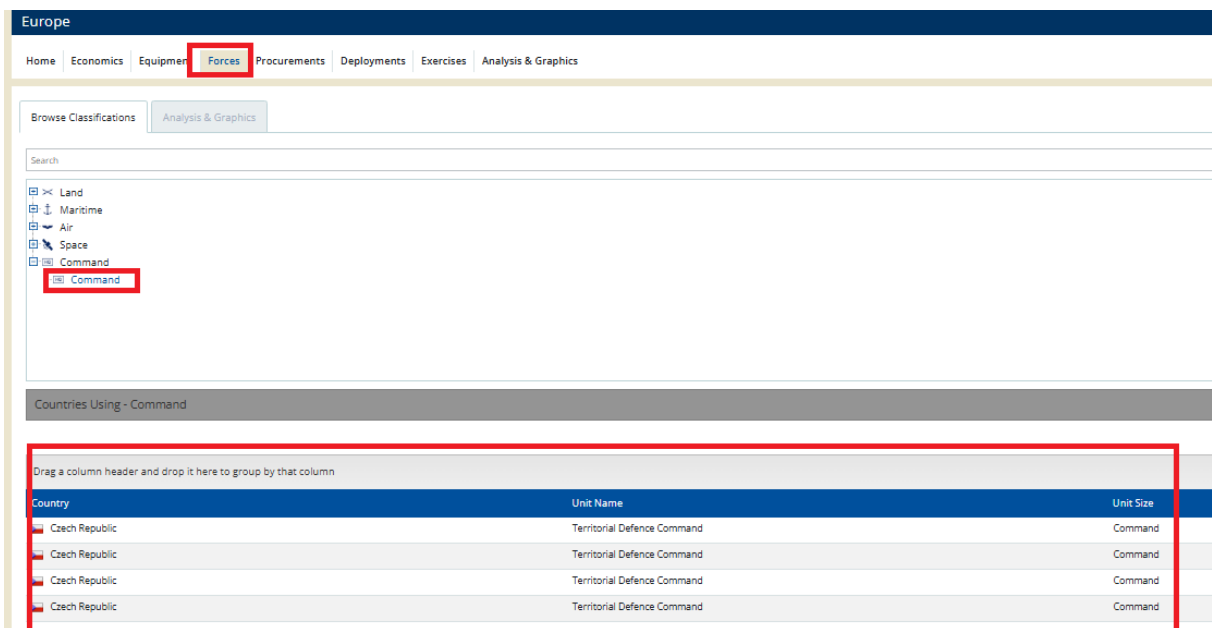 Europe
Home Economics Equipmen Forces Procurements Deployments Exercises Analysis & Graphics
Browse Classifications Analysis & Graphics
Search
Land
Maritime
Air
Space
Command
Command
Countries Using - Command
Drag a column header and drop it here to group by that column
Country Unit Name Unit Size
Czech Republic Territorial Defence Command Command
Czech Republic Territorial Defence Command Command
Czech Republic Territorial Defence Command Command
Czech Republic Territorial Defence Command Command